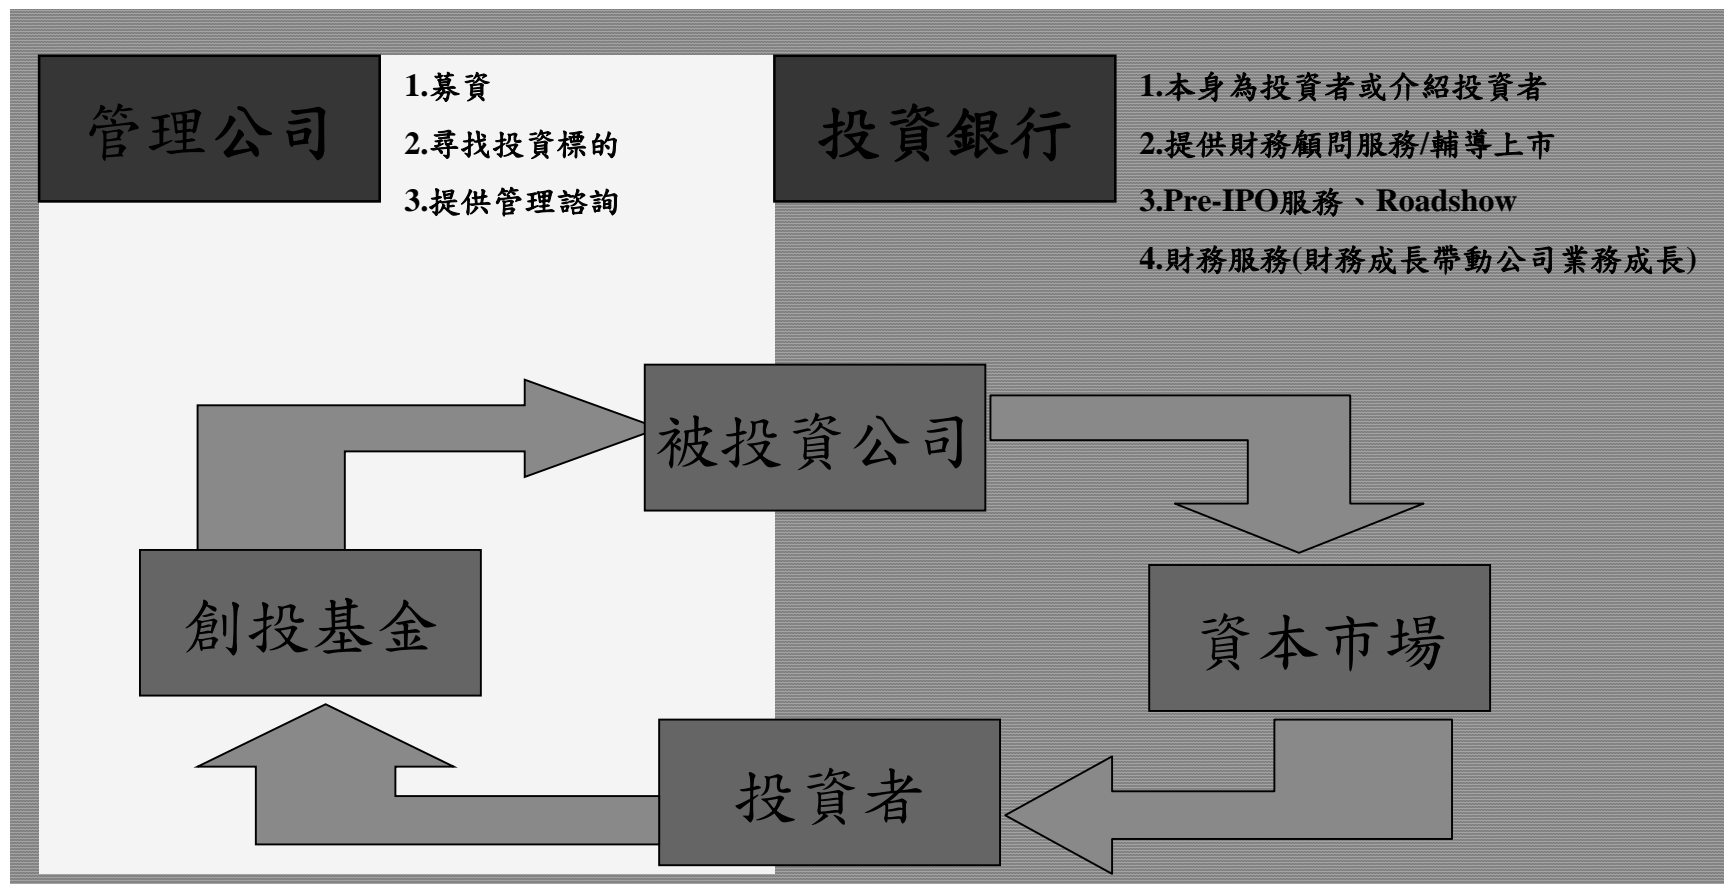 管理公司
1.募資
2.尋找投資標的
3.提供管理諮詢
投資銀行
1.本身為投資者或介紹投資者
2.提供財務顧問服務/輔導上市
3.Pre-IPO服務、Roadshow
4.財務服務(財務成長帶動公司業務成長)
被投資公司
創投基金
資本市場
投資者